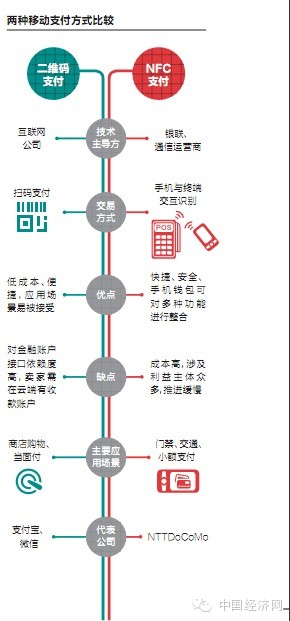 两种移动支付方式比较
二维码
支付
NFC
支付
互联网
公司
技术
主导方
银联、
通信运营商
扫码支付
交易
方式
手机与终端
交互识别
POS
低成本、便
捷，应用场
景易被接受
优点
快捷、安全、
手机钱包可
对多种功能
进行整合
对金融账户
接口依赖度
高，卖家需
在云端有收
款账户
缺点
成本高，涉及
利益主体众
多，推进缓慢
商店购物、
当面付
主要应
用场景
门禁、交通、
小额支付
支付宝、
微信
代表
公司
NTTDoCoMo
中国经济网